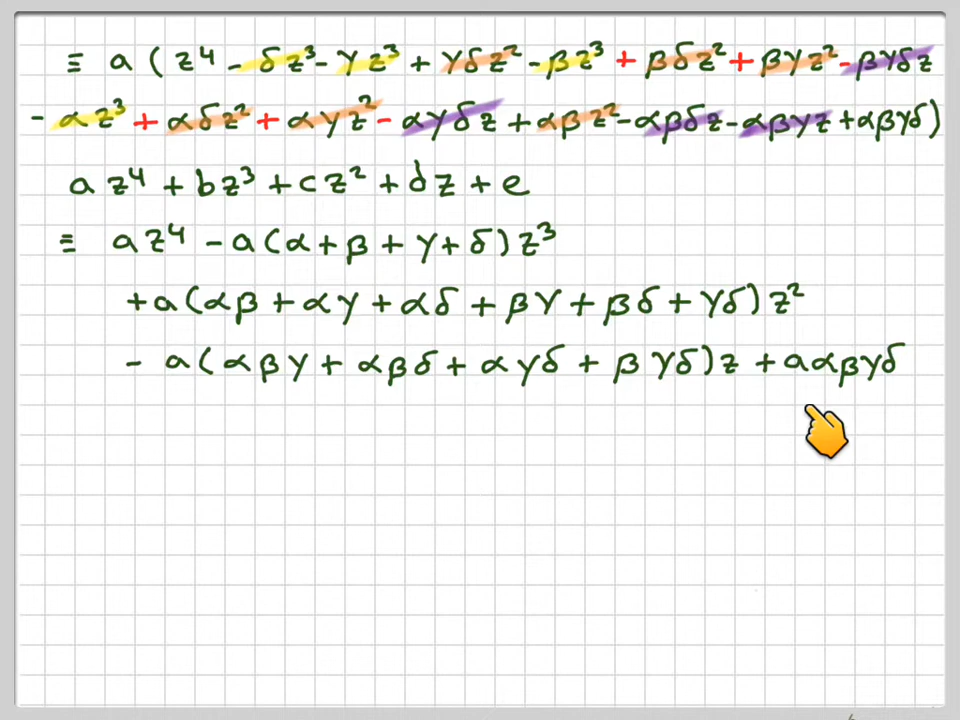 ≡ a ( z⁴ - δz³ - γz³ + γδz² - βz³ + βδz² + βγz² - βγδz
- αz³ + αδz² + αγz² - αγδz + αβz² - αβδz - αβγz + αβγδ)
az⁴ + bz³ + cz² + dz + e
≡ az⁴ - a(α + β + γ + δ)z³
+ a(αβ + αγ + αδ + βγ + βδ + γδ)z²
- a(αβγ + αβδ + αγδ + βγδ)z + aαβγδ